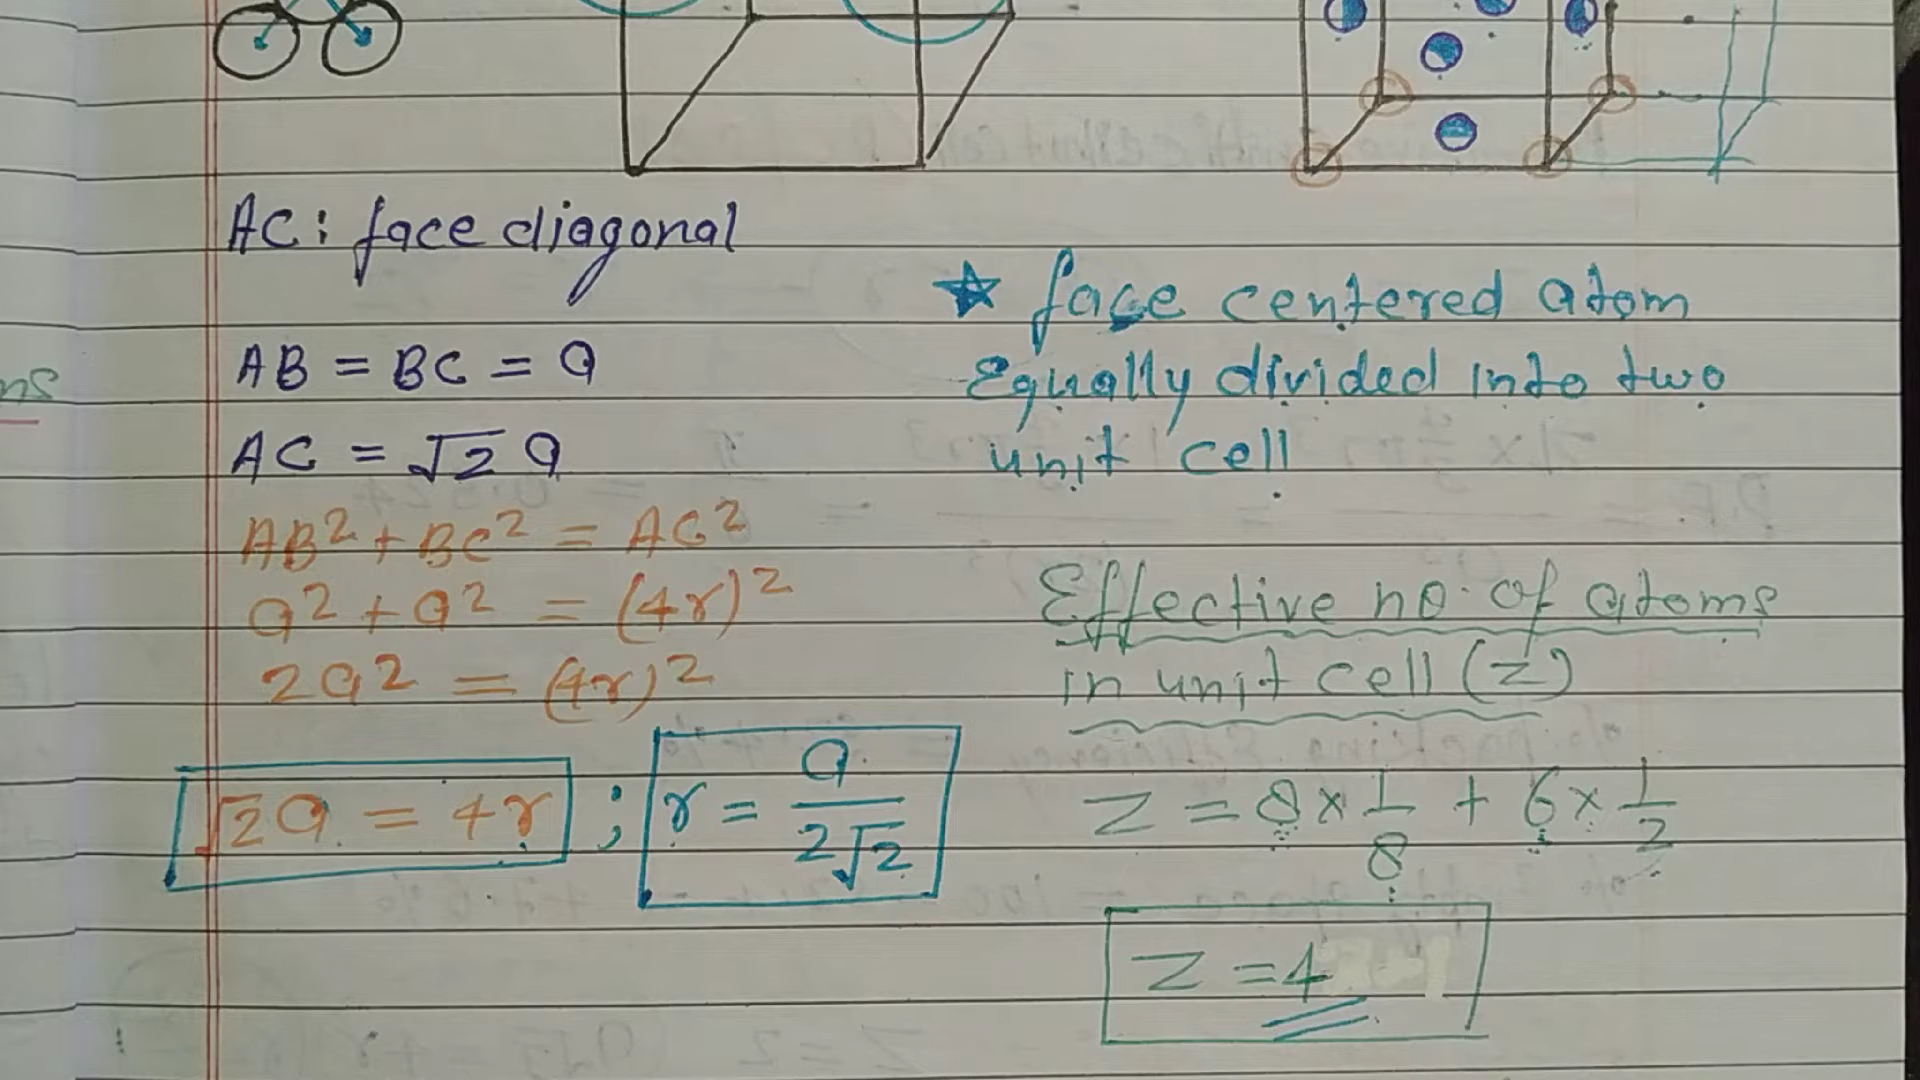 AC: face diagonal
AB = BC = a
AC = √2 a
AB² + BC² = AC²
a² + a² = (4r)²
2a² = (4r)²
√2a = 4r ; r = a / 2√2
☆ face centered atom
Equally divided into two
unit cell
Effective no. of atoms
in unit cell (Z)
Z = 8 × 1/8 + 6 × 1/2
Z = 4
ns